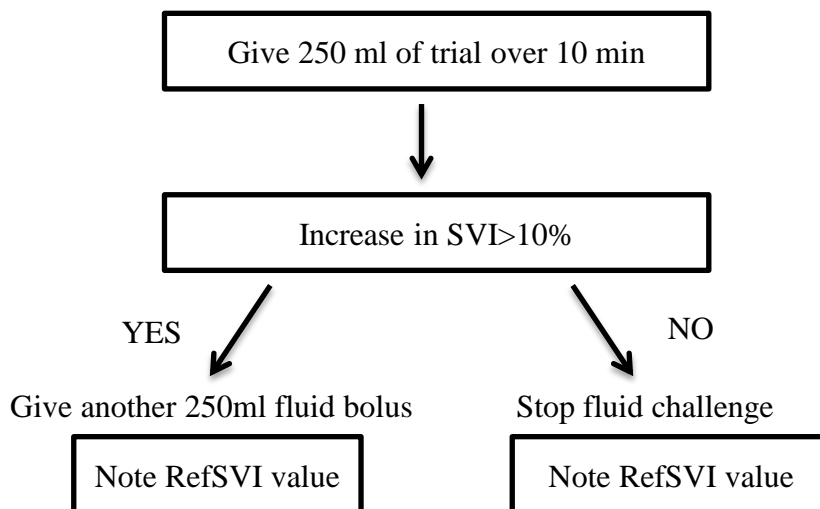 Give 250 ml of trial over 10 min
Increase in SVI>10%
YES
NO
Give another 250ml fluid bolus
Stop fluid challenge
Note RefSVI value
Note RefSVI value